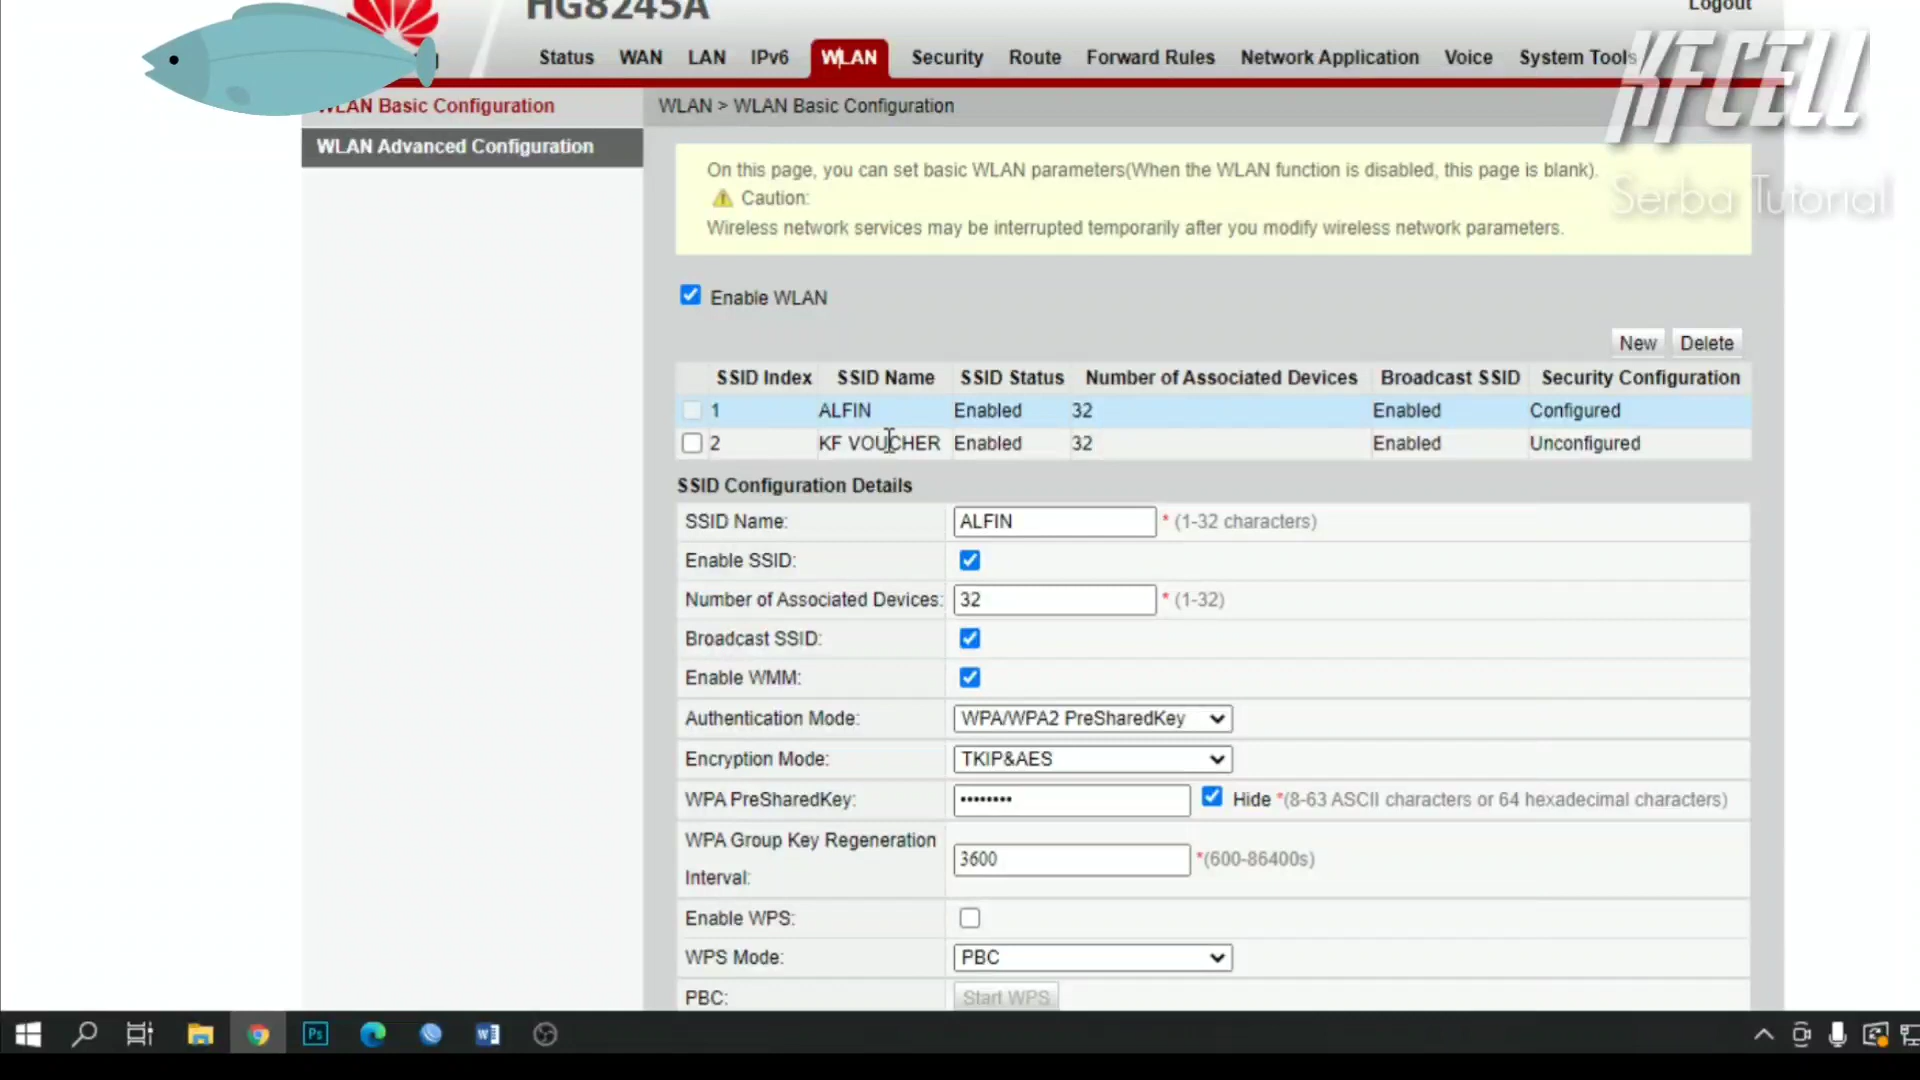 HG8245A
Logout
Status WAN LAN IPv6 WLAN Security Route Forward Rules Network Application Voice System Tools
KFCELL
Serba Tutorial
WLAN Basic Configuration
WLAN > WLAN Basic Configuration
WLAN Advanced Configuration
On this page, you can set basic WLAN parameters(When the WLAN function is disabled, this page is blank).
Caution:
Wireless network services may be interrupted temporarily after you modify wireless network parameters.
Enable WLAN
New Delete
SSID Index SSID Name SSID Status Number of Associated Devices Broadcast SSID Security Configuration
1 ALFIN Enabled 32 Enabled Configured
2 KF VOUCHER Enabled 32 Enabled Unconfigured
SSID Configuration Details
SSID Name: ALFIN * (1-32 characters)
Enable SSID:
Number of Associated Devices: 32 * (1-32)
Broadcast SSID:
Enable WMM:
Authentication Mode: WPA/WPA2 PreSharedKey
Encryption Mode: TKIP&AES
WPA PreSharedKey: •••••••• Hide *(8-63 ASCII characters or 64 hexadecimal characters)
WPA Group Key Regeneration
Interval: 3600 *(600-86400s)
Enable WPS:
WPS Mode: PBC
PBC: Start WPS
Ps
W